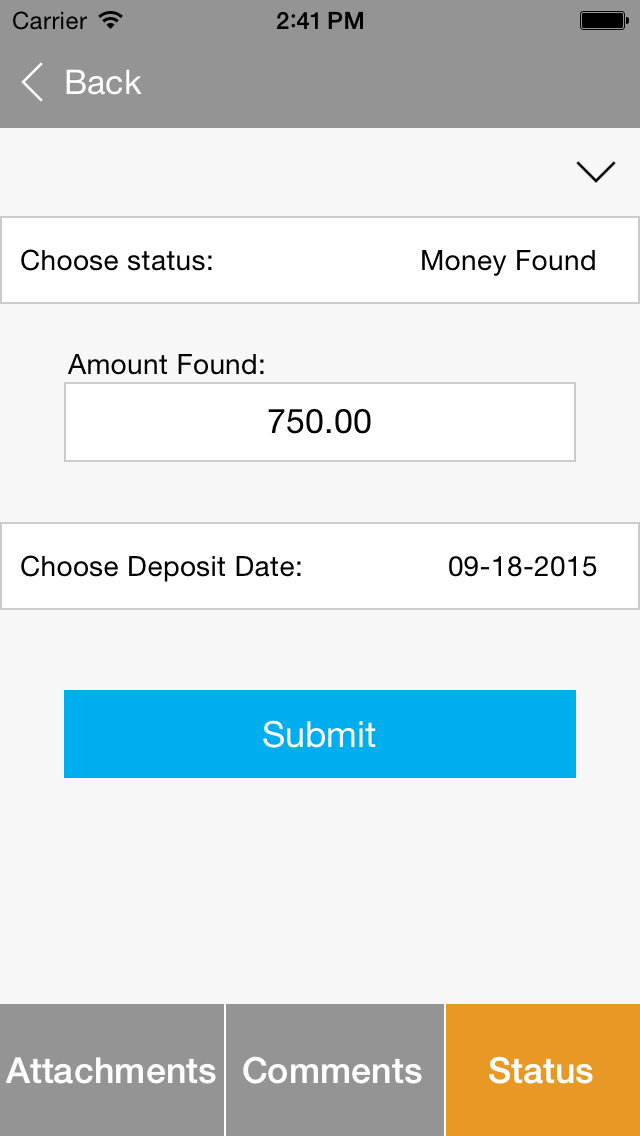 Carrier 2:41 PM
Back
Choose status: Money Found
Amount Found:
750.00
Choose Deposit Date: 09-18-2015
Submit
Attachments Comments Status